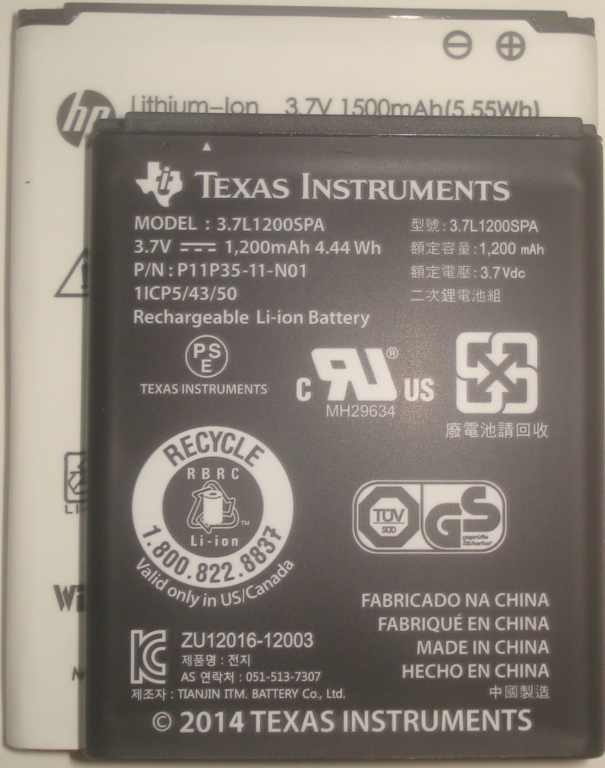 hp Lithium-Ion 3.7V 1500mAh(5.55Wh)
TEXAS INSTRUMENTS
MODEL : 3.7L1200SPA
3.7V 1,200mAh 4.44 Wh
P/N : P11P35-11-N01
1ICP5/43/50
Rechargeable Li-ion Battery
型號 : 3.7L1200SPA
額定容量 : 1,200 mAh
額定電壓 : 3.7Vdc
二次鋰電池組
PS
E
TEXAS INSTRUMENTS
C RU ® US
MH29634
廢電池請回收
RECYCLE
RBRC
TM
Li-ion
1.800.822.8837
Valid only in US/Canada
TÜV
SÜD
GS
geprüfte
Sicherheit
FABRICADO NA CHINA
FABRIQUÉ EN CHINA
MADE IN CHINA
HECHO EN CHINA
中國製造
ZU12016-12003
제품명 : 전지
AS 연락처 : 051-513-7307
제조자 : TIANJIN ITM. BATTERY Co., Ltd.
© 2014 TEXAS INSTRUMENTS